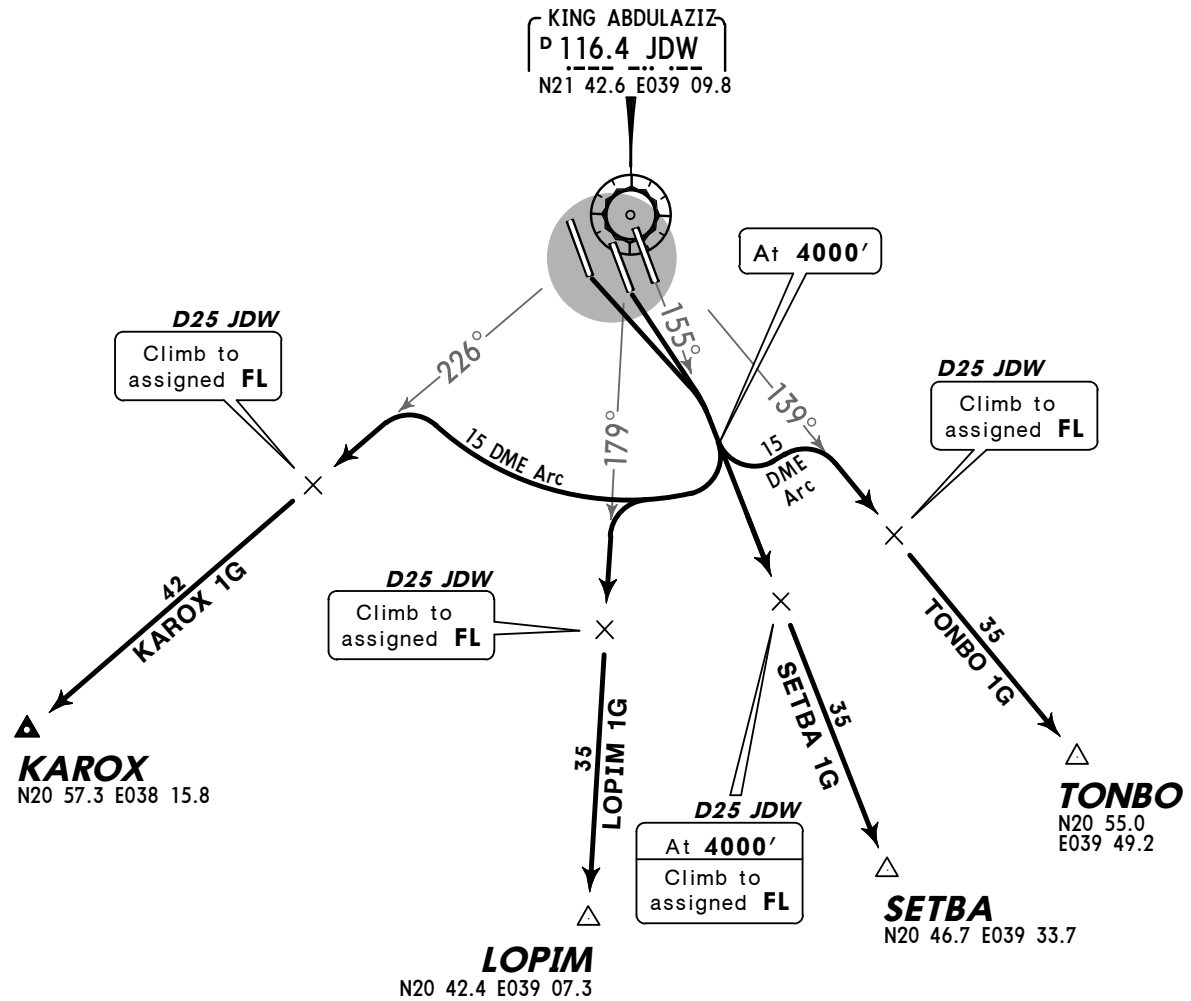 KING ABDULAZIZ
D 116.4 JDW
N21 42.6 E039 09.8
At 4000'
D25 JDW
Climb to
assigned FL
226°
155°
179°
139°
D25 JDW
Climb to
assigned FL
15 DME Arc
15
DME
Arc
D25 JDW
Climb to
assigned FL
42
KAROX 1G
35
LOPIM 1G
35
SETBA 1G
35
TONBO 1G
KAROX
N20 57.3 E038 15.8
D25 JDW
At 4000'
Climb to
assigned FL
TONBO
N20 55.0
E039 49.2
SETBA
N20 46.7 E039 33.7
LOPIM
N20 42.4 E039 07.3